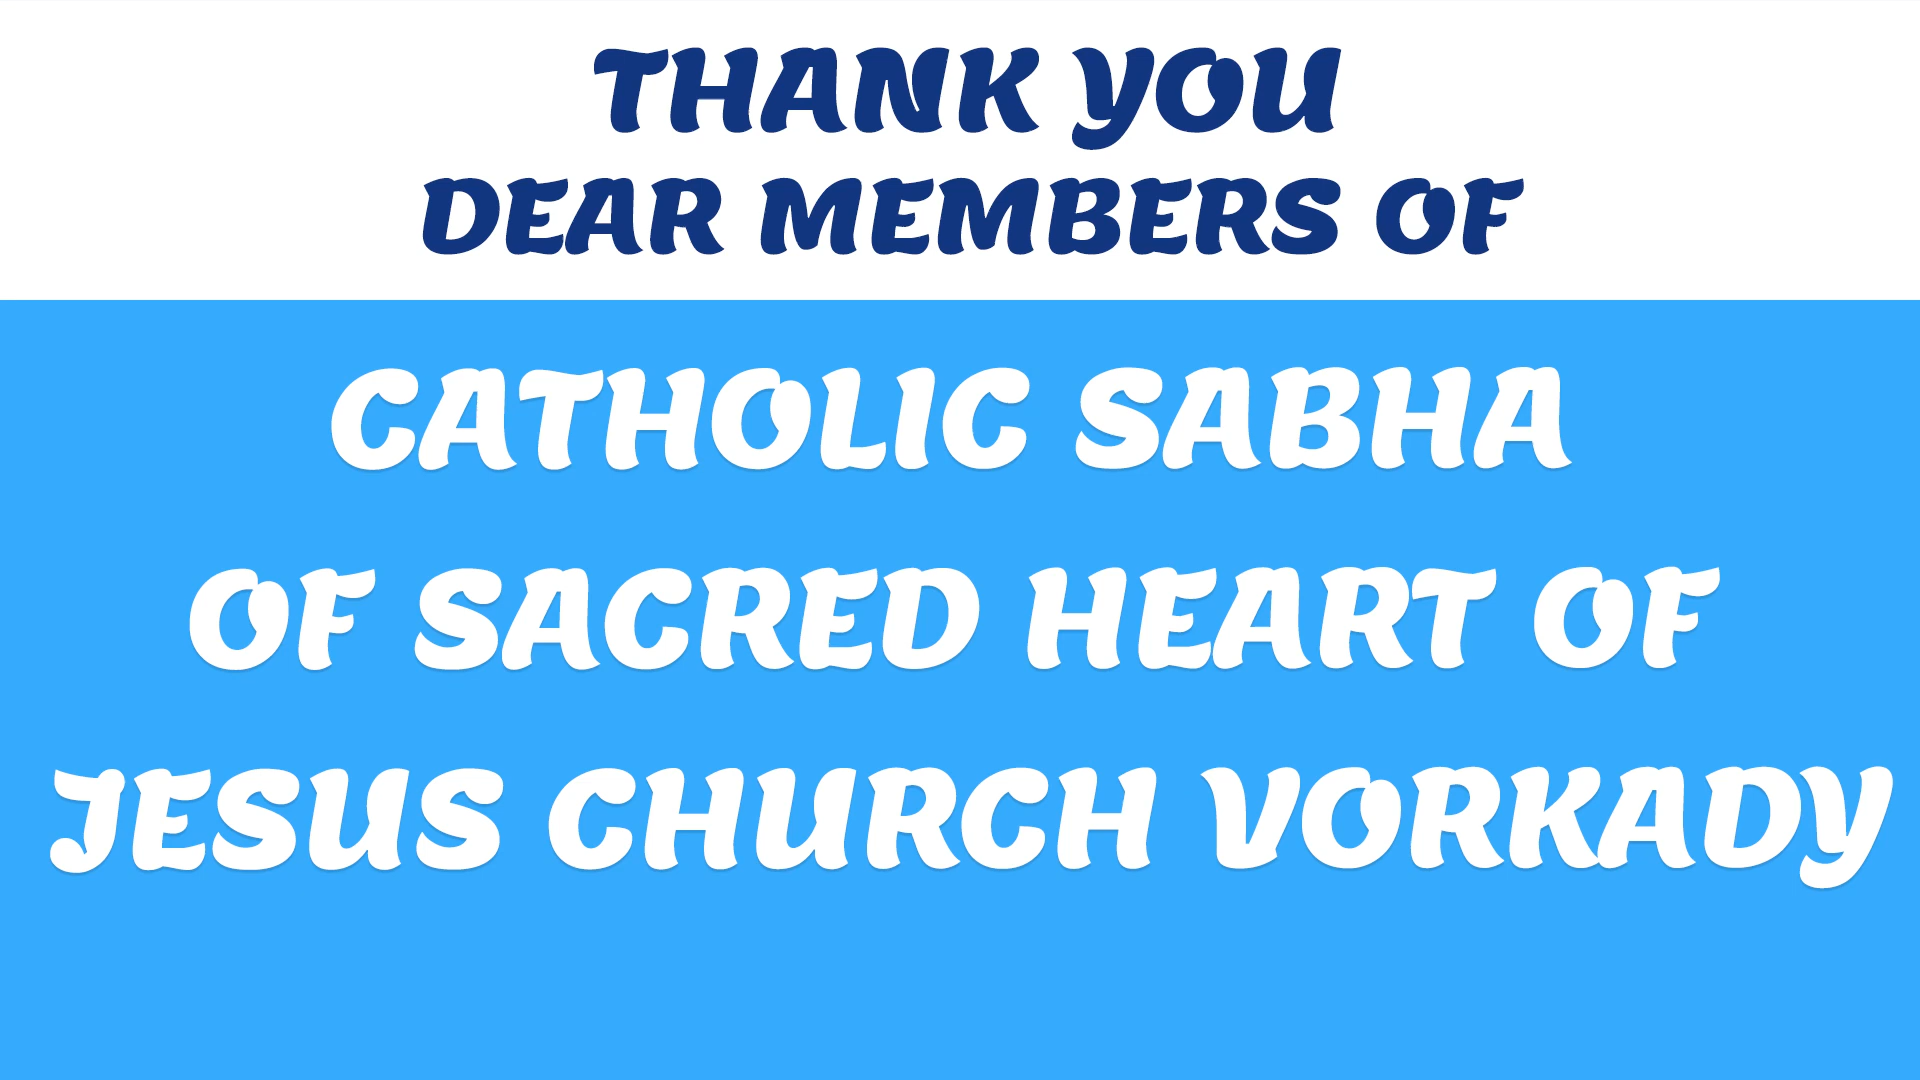 THANK YOU
DEAR MEMBERS OF
CATHOLIC SABHA
OF SACRED HEART OF
JESUS CHURCH VORKADY